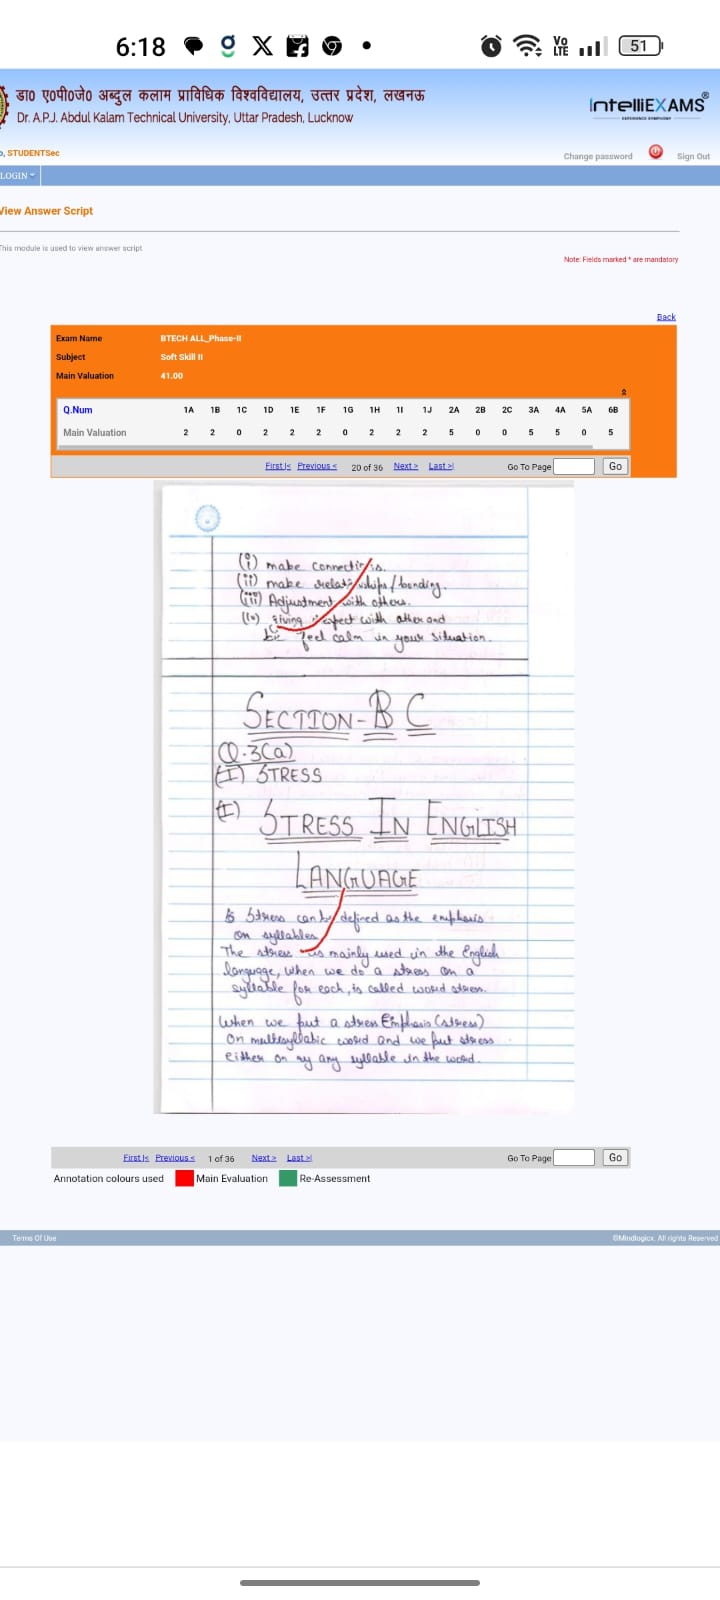 6:18
VO LTE
51
डा० ए०पी०जे० अब्दुल कलाम प्राविधिक विश्वविद्यालय, उत्तर प्रदेश, लखनऊ
Dr. A.P.J. Abdul Kalam Technical University, Uttar Pradesh, Lucknow
IntelliEXAMS®
o, STUDENTSec
Change password
Sign Out
LOGIN
View Answer Script
This module is used to view answer script
Note: Fields marked * are mandatory
Back
Exam Name BTECH ALL_Phase-II
Subject Soft Skill II
Main Valuation 41.00
Q.Num 1A 1B 1C 1D 1E 1F 1G 1H 1I 1J 2A 2B 2C 3A 4A 5A 6B
Main Valuation 2 2 0 2 2 2 0 2 2 2 5 0 0 5 5 0 5
First |< Previous < 20 of 36 Next > Last >| Go To Page Go
(i) make connectionis.
(ii) make relationships / bonding.
(iii) Adjustment with others.
(iv) giving respect with other and
feel calm in your situation.
SECTION-B C
Q.3(a)
(I) STRESS
(I) STRESS IN ENGLISH
LANGUAGE
Stress can be defined as the emphasis
on syllables
The stress is mainly used in the English
language, when we do a stress on a
syllable for each, is called word stress.
When we put a stress Emphasis (stress)
on multisyllabic word and we put stress
either on any syllable in the word.
First |< Previous < 1 of 36 Next > Last >| Go To Page Go
Annotation colours used Main Evaluation Re-Assessment
Terms Of Use
©Mindlogicx. All rights Reserved